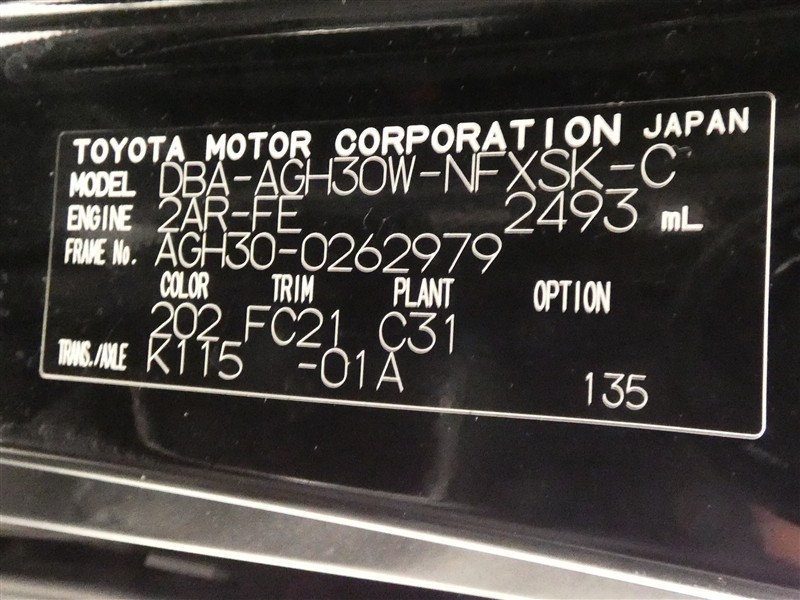 TOYOTA MOTOR CORPORATION JAPAN
MODEL DBA-AGH30W-NFXSK-C
ENGINE 2AR-FE 2493 mL
FRAME No. AGH30-0262979
COLOR TRIM PLANT OPTION
202 FC21 C31
TRANS./AXLE K115 -01A 135